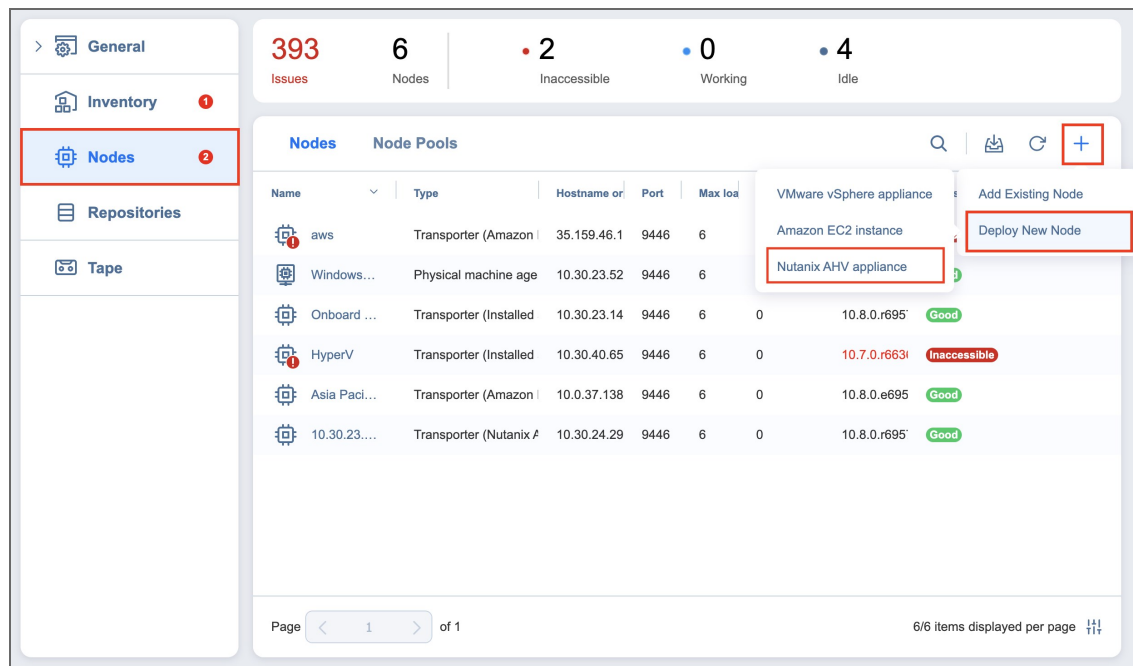 General
Inventory 1
Nodes 2
Repositories
Tape
393 6 2 0 4
Issues Nodes Inaccessible Working Idle
Nodes Node Pools
Name Type Hostname or Port Max loa
VMware vSphere appliance
Amazon EC2 instance
Nutanix AHV appliance
Add Existing Node
Deploy New Node
aws Transporter (Amazon 35.159.46.1 9446 6
Windows... Physical machine age 10.30.23.52 9446 6
Onboard ... Transporter (Installed 10.30.23.14 9446 6 0 10.8.0.r695 Good
HyperV Transporter (Installed 10.30.40.65 9446 6 0 10.7.0.r663 Inaccessible
Asia Paci... Transporter (Amazon 10.0.37.138 9446 6 0 10.8.0.e695 Good
10.30.23.... Transporter (Nutanix A 10.30.24.29 9446 6 0 10.8.0.r695 Good
Page 1 of 1
6/6 items displayed per page